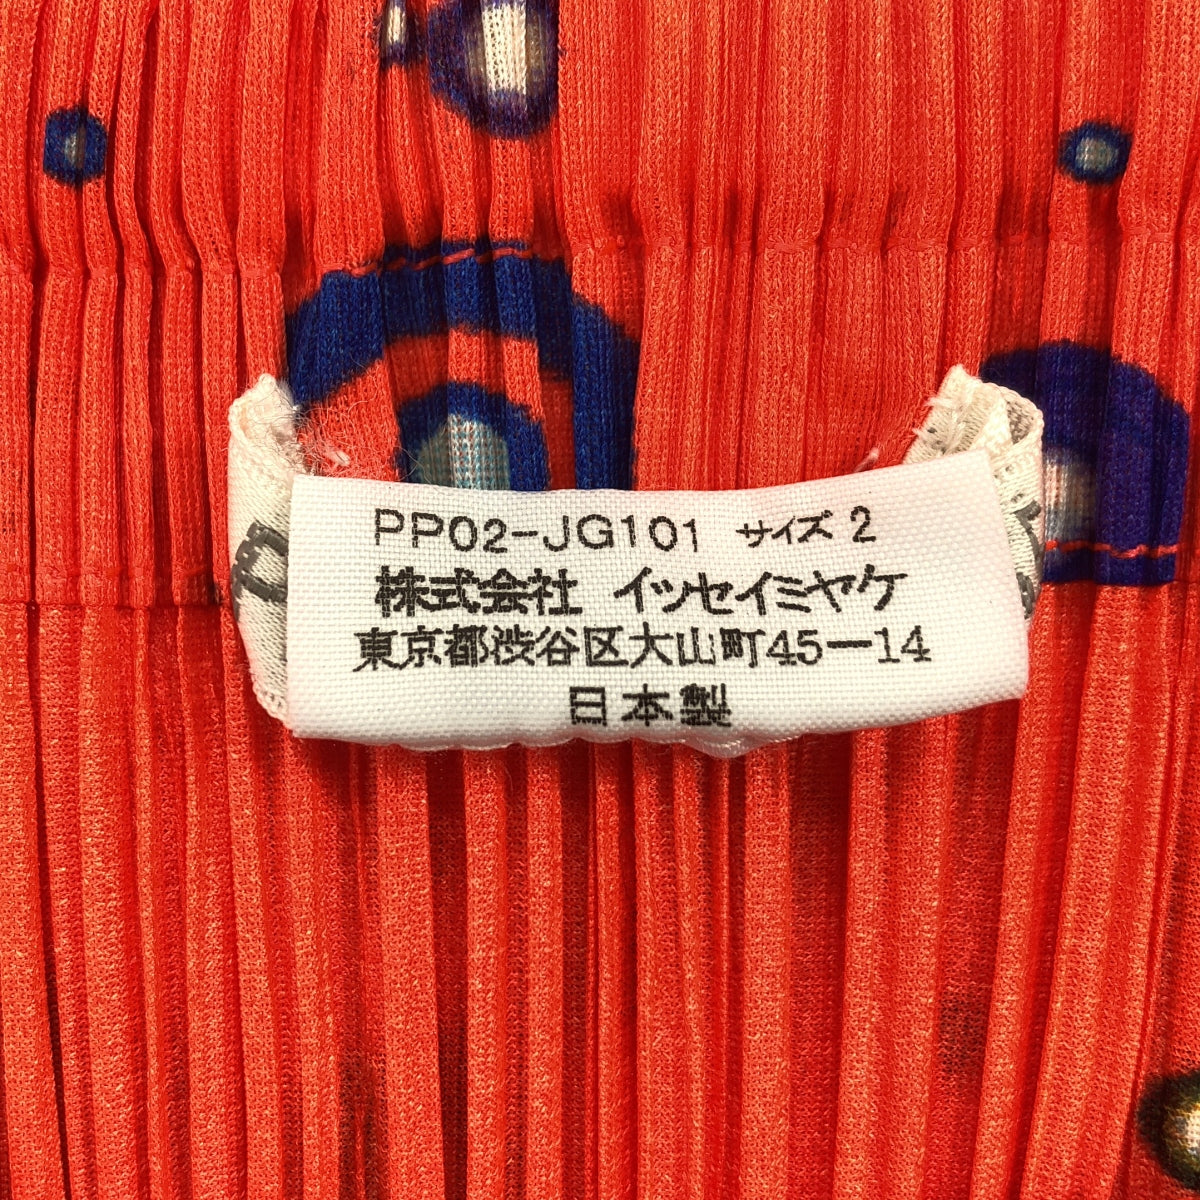 PP02-JG101 サイズ 2
株式会社 イッセイミヤケ
東京都渋谷区大山町45ー14
日本製